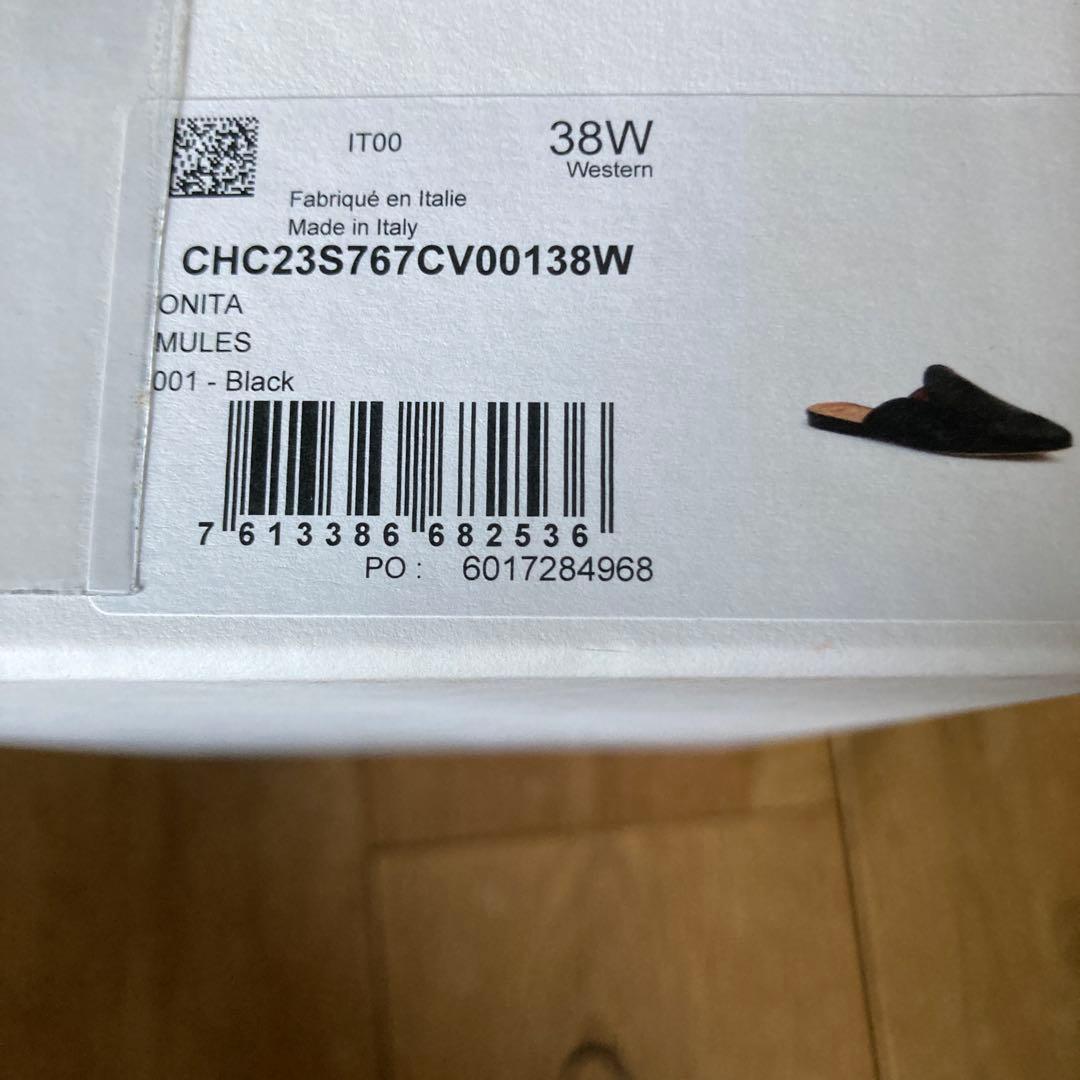 IT00
38W
Western
Fabriqué en Italie
Made in Italy
CHC23S767CV00138W
ONITA
MULES
001 - Black
7 613386 682536
PO : 6017284968